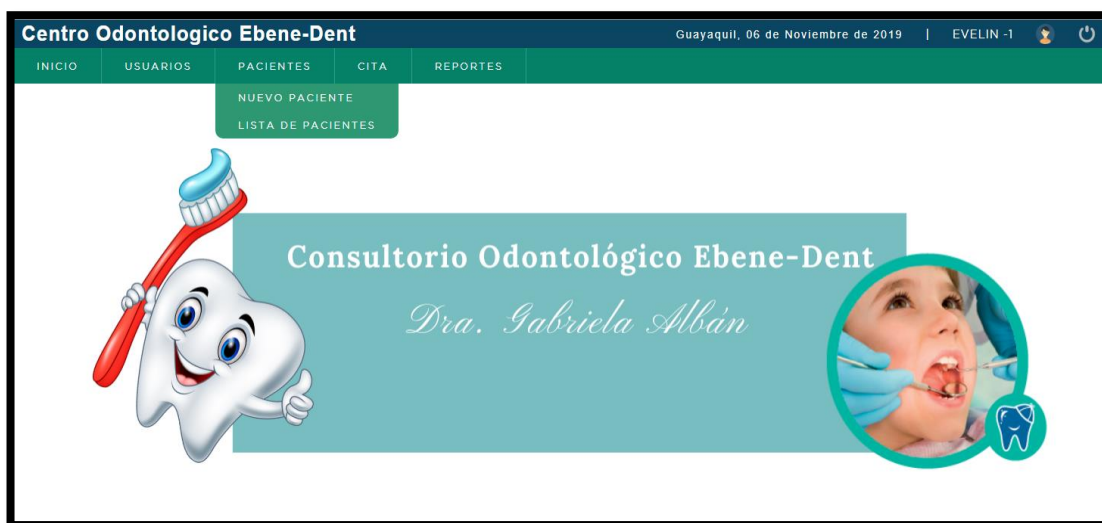 Centro Odontologico Ebene-Dent
Guayaquil, 06 de Noviembre de 2019 | EVELIN -1
INICIO USUARIOS PACIENTES CITA REPORTES
NUEVO PACIENTE
LISTA DE PACIENTES
Consultorio Odontológico Ebene-Dent
Dra. Gabriela Albán